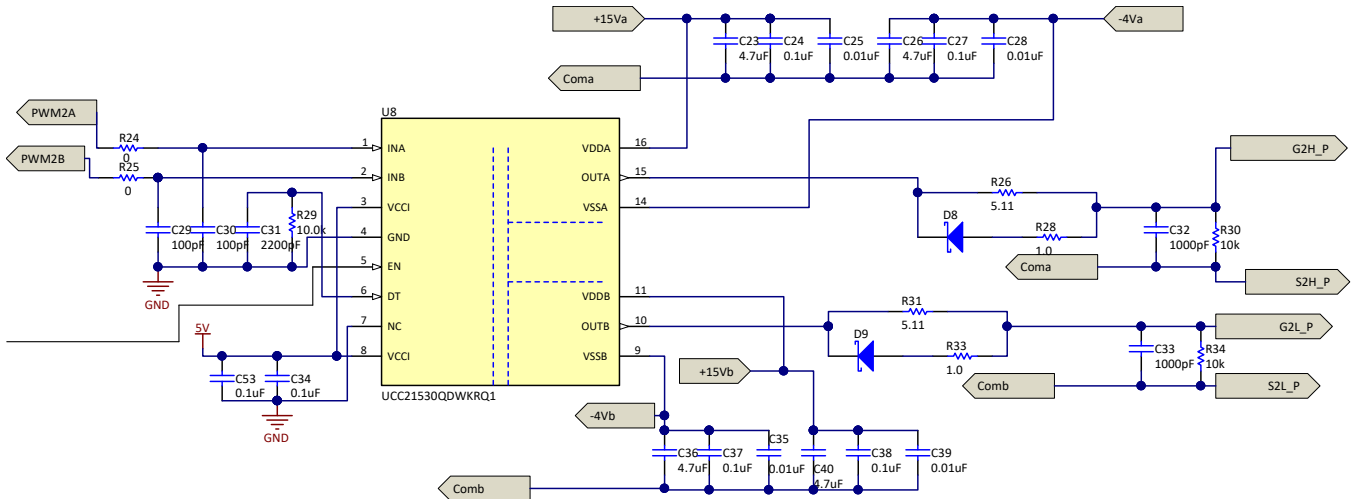 +15Va
-4Va
C23
4.7uF
C24
0.1uF
C25
0.01uF
C26
4.7uF
C27
0.1uF
C28
0.01uF
Coma
PWM2A
PWM2B
R24
0
R25
0
U8
1
INA
2
INB
3
VCCI
4
GND
5
EN
6
DT
7
NC
8
VCCI
VDDA
16
OUTA
15
VSSA
14
VDDB
11
OUTB
10
VSSB
9
UCC21530QDWKRQ1
C29
100pF
C30
100pF
C31
2200pF
R29
10.0k
GND
5V
C53
0.1uF
C34
0.1uF
GND
R26
5.11
D8
R28
1.0
C32
1000pF
R30
10k
G2H_P
Coma
S2H_P
R31
5.11
D9
R33
1.0
C33
1000pF
R34
10k
G2L_P
Comb
S2L_P
+15Vb
-4Vb
C36
4.7uF
C37
0.1uF
C35
0.01uF
C40
4.7uF
C38
0.1uF
C39
0.01uF
Comb